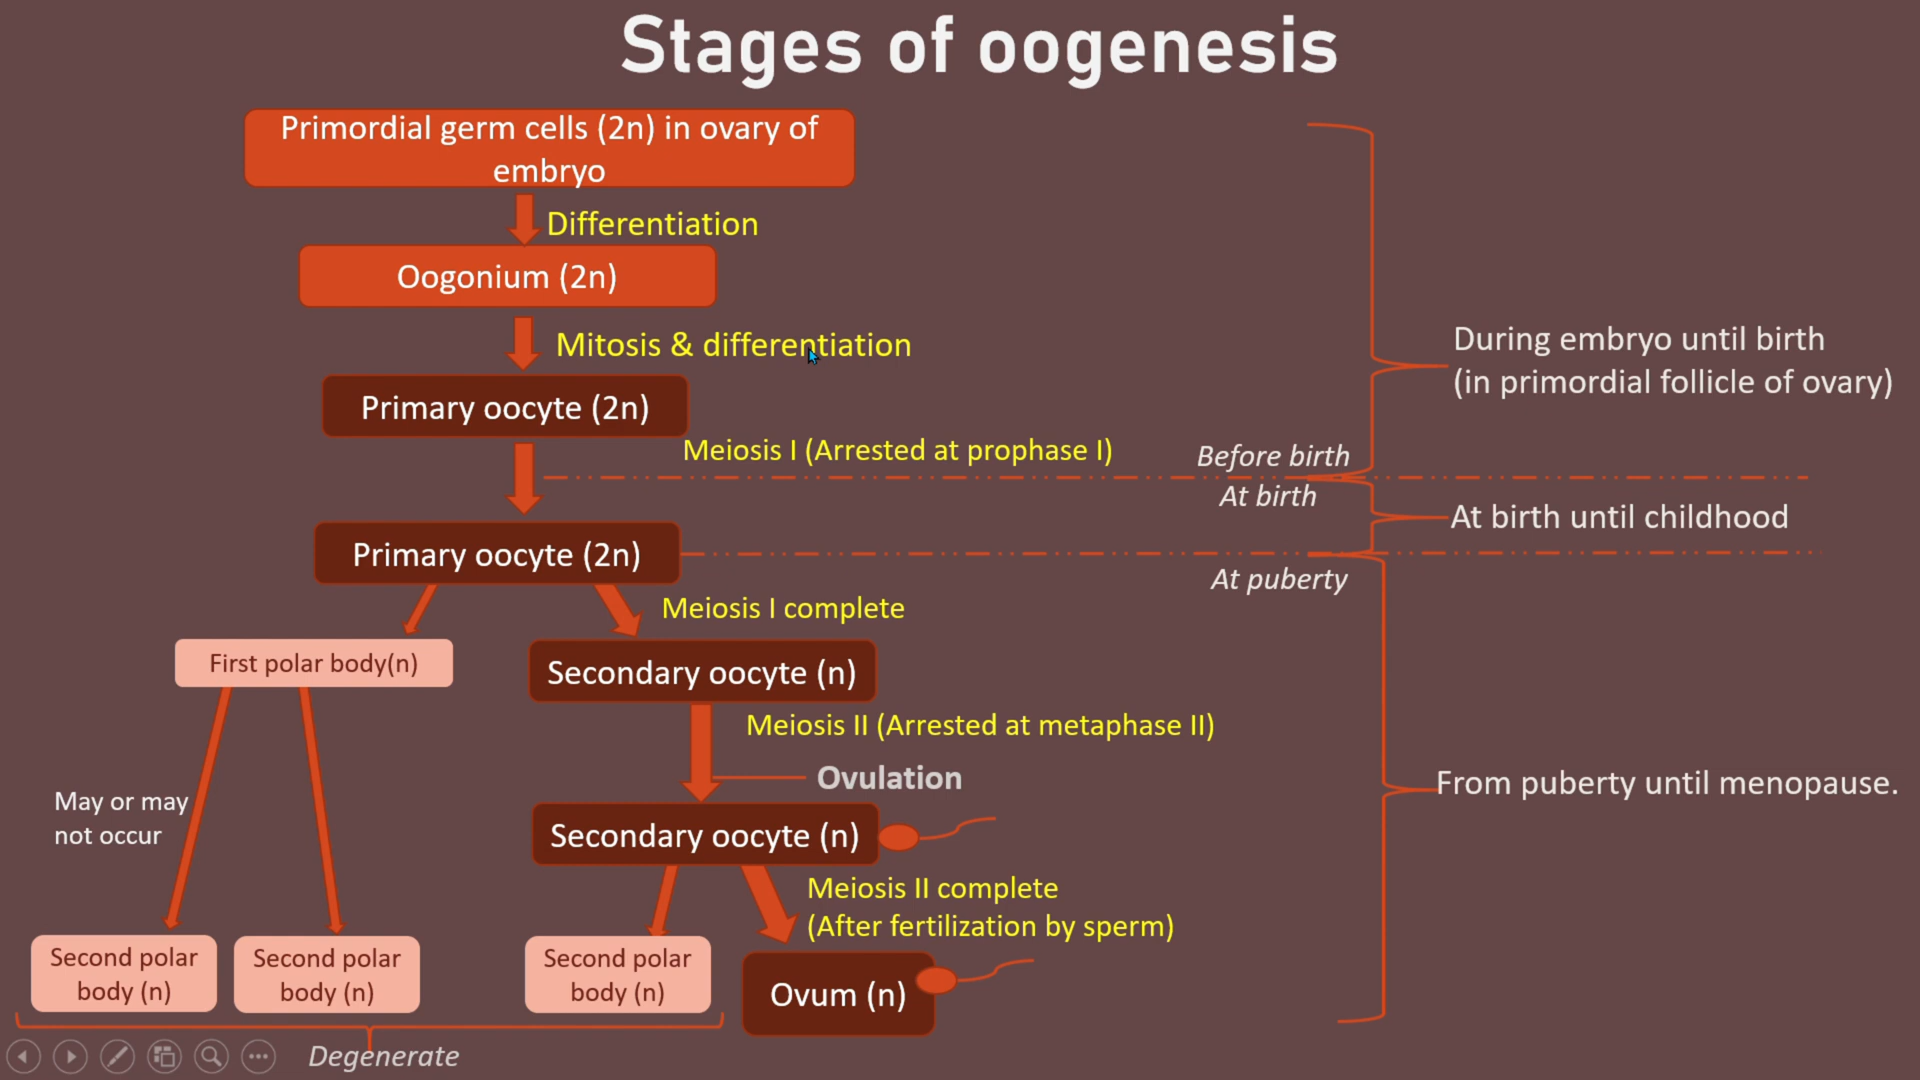 Stages of oogenesis
Primordial germ cells (2n) in ovary of
embryo
Differentiation
Oogonium (2n)
Mitosis & differentiation
Primary oocyte (2n)
Meiosis I (Arrested at prophase I)
Before birth
At birth
During embryo until birth
(in primordial follicle of ovary)
At birth until childhood
Primary oocyte (2n)
At puberty
Meiosis I complete
First polar body(n)
Secondary oocyte (n)
Meiosis II (Arrested at metaphase II)
Ovulation
From puberty until menopause.
May or may
not occur
Secondary oocyte (n)
Meiosis II complete
(After fertilization by sperm)
Second polar
body (n)
Second polar
body (n)
Second polar
body (n)
Ovum (n)
Degenerate